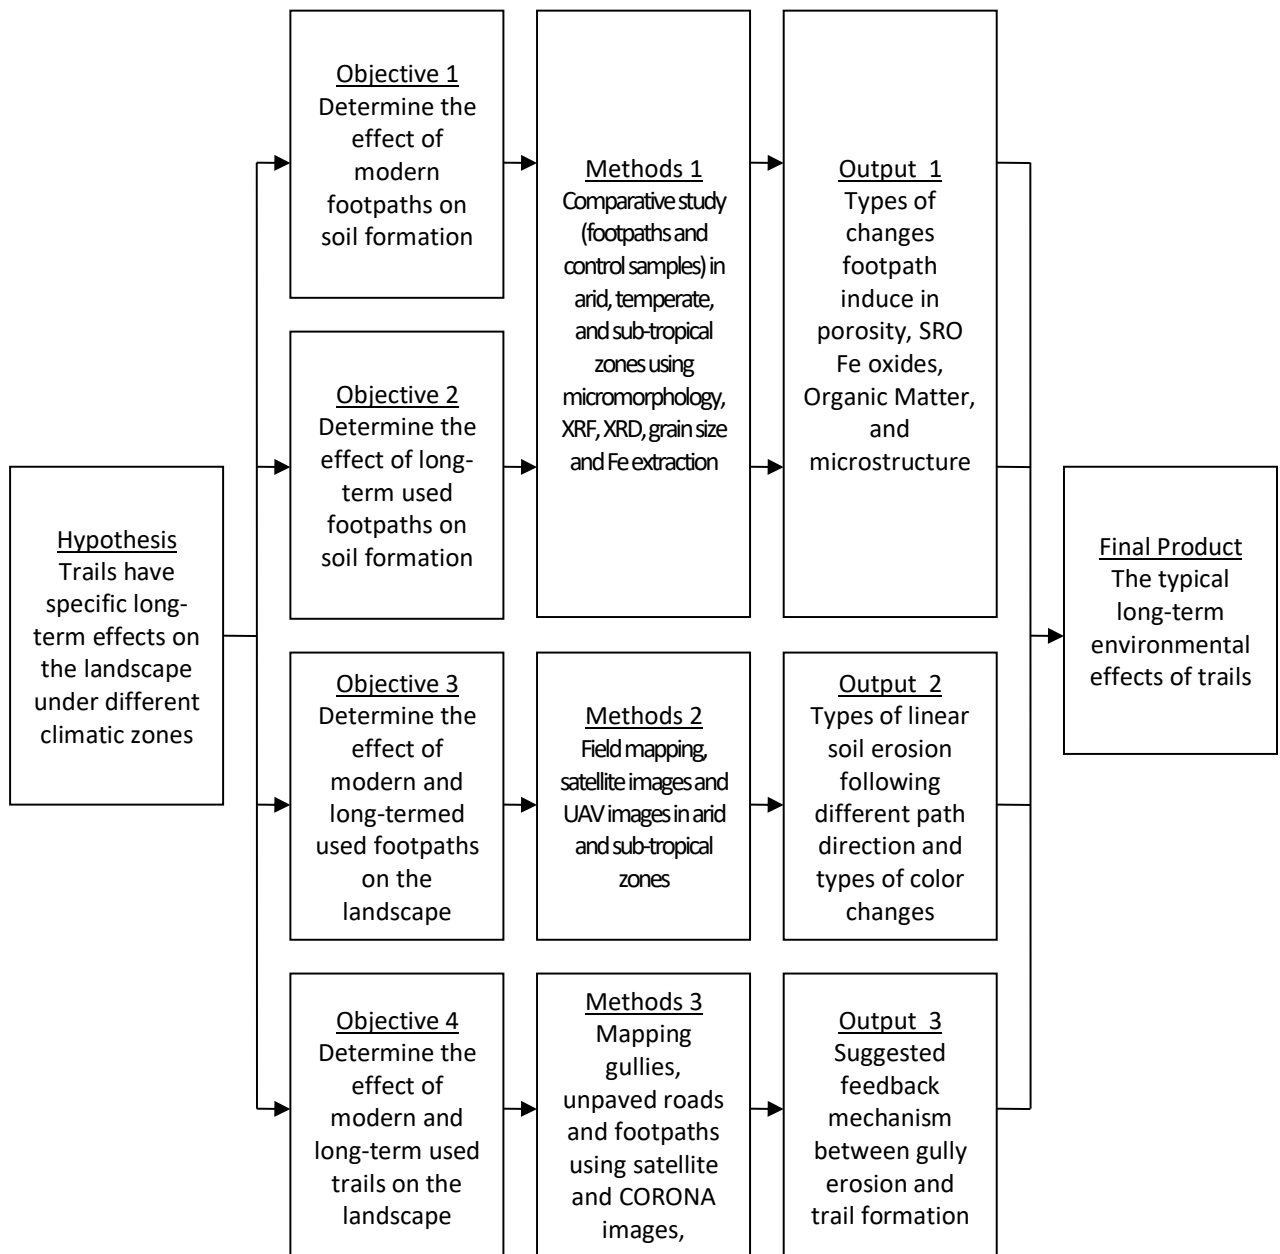 Hypothesis
Trails have
specific long-
term effects on
the landscape
under different
climatic zones
Objective 1
Determine the
effect of
modern
footpaths on
soil formation
Objective 2
Determine the
effect of long-
term used
footpaths on
soil formation
Methods 1
Comparative study
(footpaths and
control samples) in
arid, temperate,
and sub-tropical
zones using
micromorphology,
XRF, XRD, grain size
and Fe extraction
Output 1
Types of
changes
footpath
induce in
porosity, SRO
Fe oxides,
Organic Matter,
and
microstructure
Objective 3
Determine the
effect of
modern and
long-termed
used footpaths
on the
landscape
Methods 2
Field mapping,
satellite images and
UAV images in arid
and sub-tropical
zones
Output 2
Types of linear
soil erosion
following
different path
direction and
types of color
changes
Objective 4
Determine the
effect of
modern and
long-term used
trails on the
landscape
Methods 3
Mapping
gullies,
unpaved roads
and footpaths
using satellite
and CORONA
images,
Output 3
Suggested
feedback
mechanism
between gully
erosion and
trail formation
Final Product
The typical
long-term
environmental
effects of trails